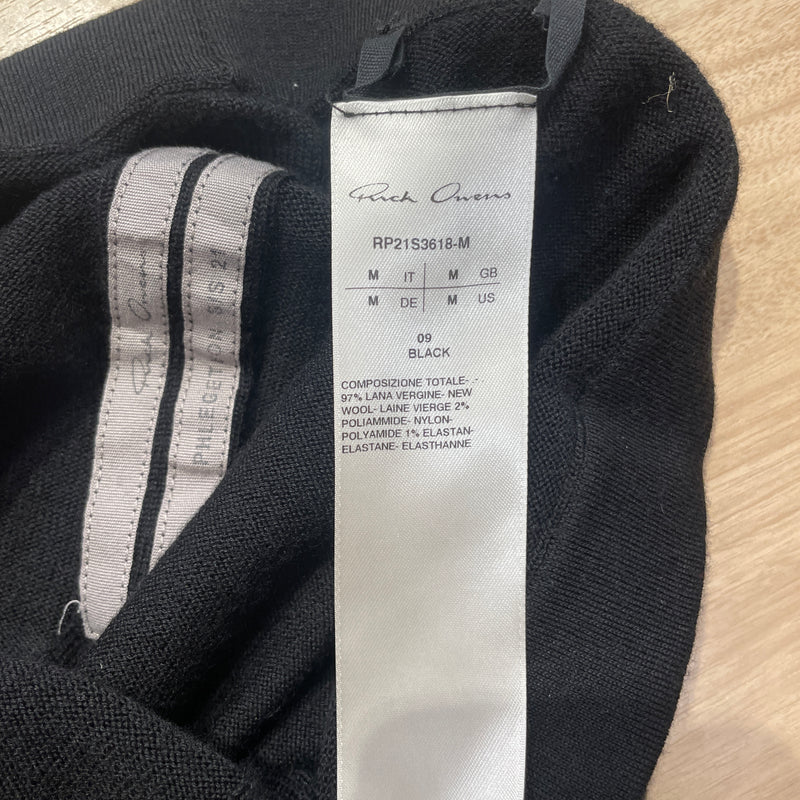 Rick Owens
PHLEGETHON S/S 21
Rick Owens
RP21S3618-M
M IT M GB
M DE M US
09
BLACK
COMPOSIZIONE TOTALE- .-
97% LANA VERGINE- NEW
WOOL- LAINE VIERGE 2%
POLIAMMIDE- NYLON-
POLYAMIDE 1% ELASTAN-
ELASTANE- ELASTHANNE